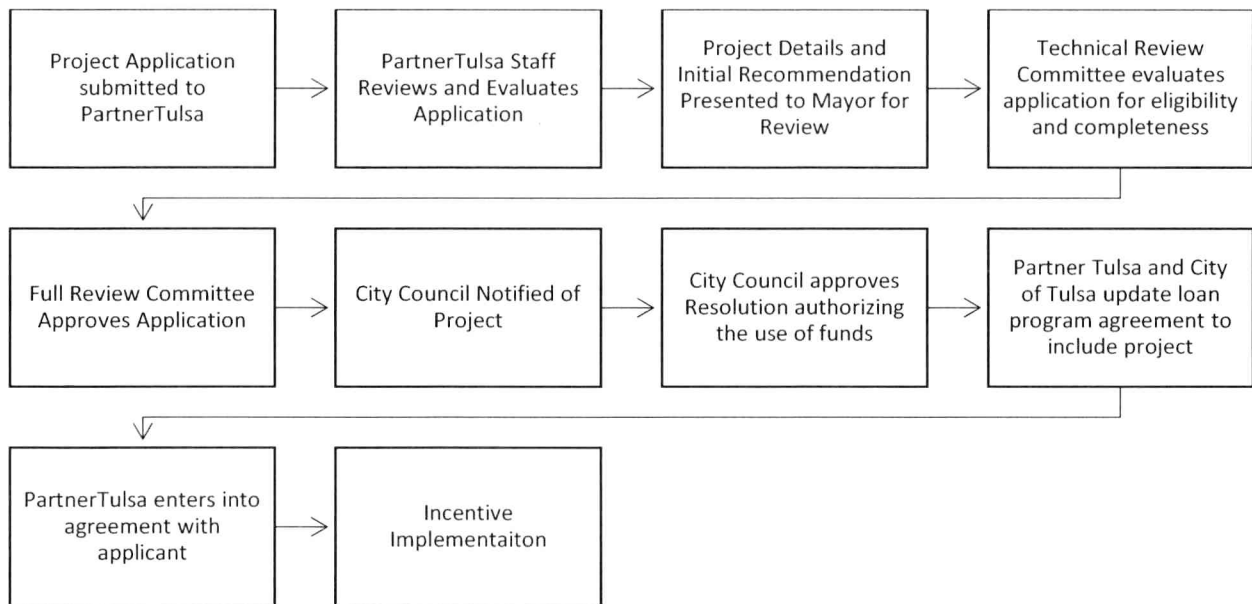 Project Application
submitted to
PartnerTulsa
PartnerTulsa Staff
Reviews and Evaluates
Application
Project Details and
Initial Recommendation
Presented to Mayor for
Review
Technical Review
Committee evaluates
application for eligibility
and completeness
Full Review Committee
Approves Application
City Council Notified of
Project
City Council approves
Resolution authorizing
the use of funds
Partner Tulsa and City
of Tulsa update loan
program agreement to
include project
PartnerTulsa enters into
agreement with
applicant
Incentive
Implementaiton